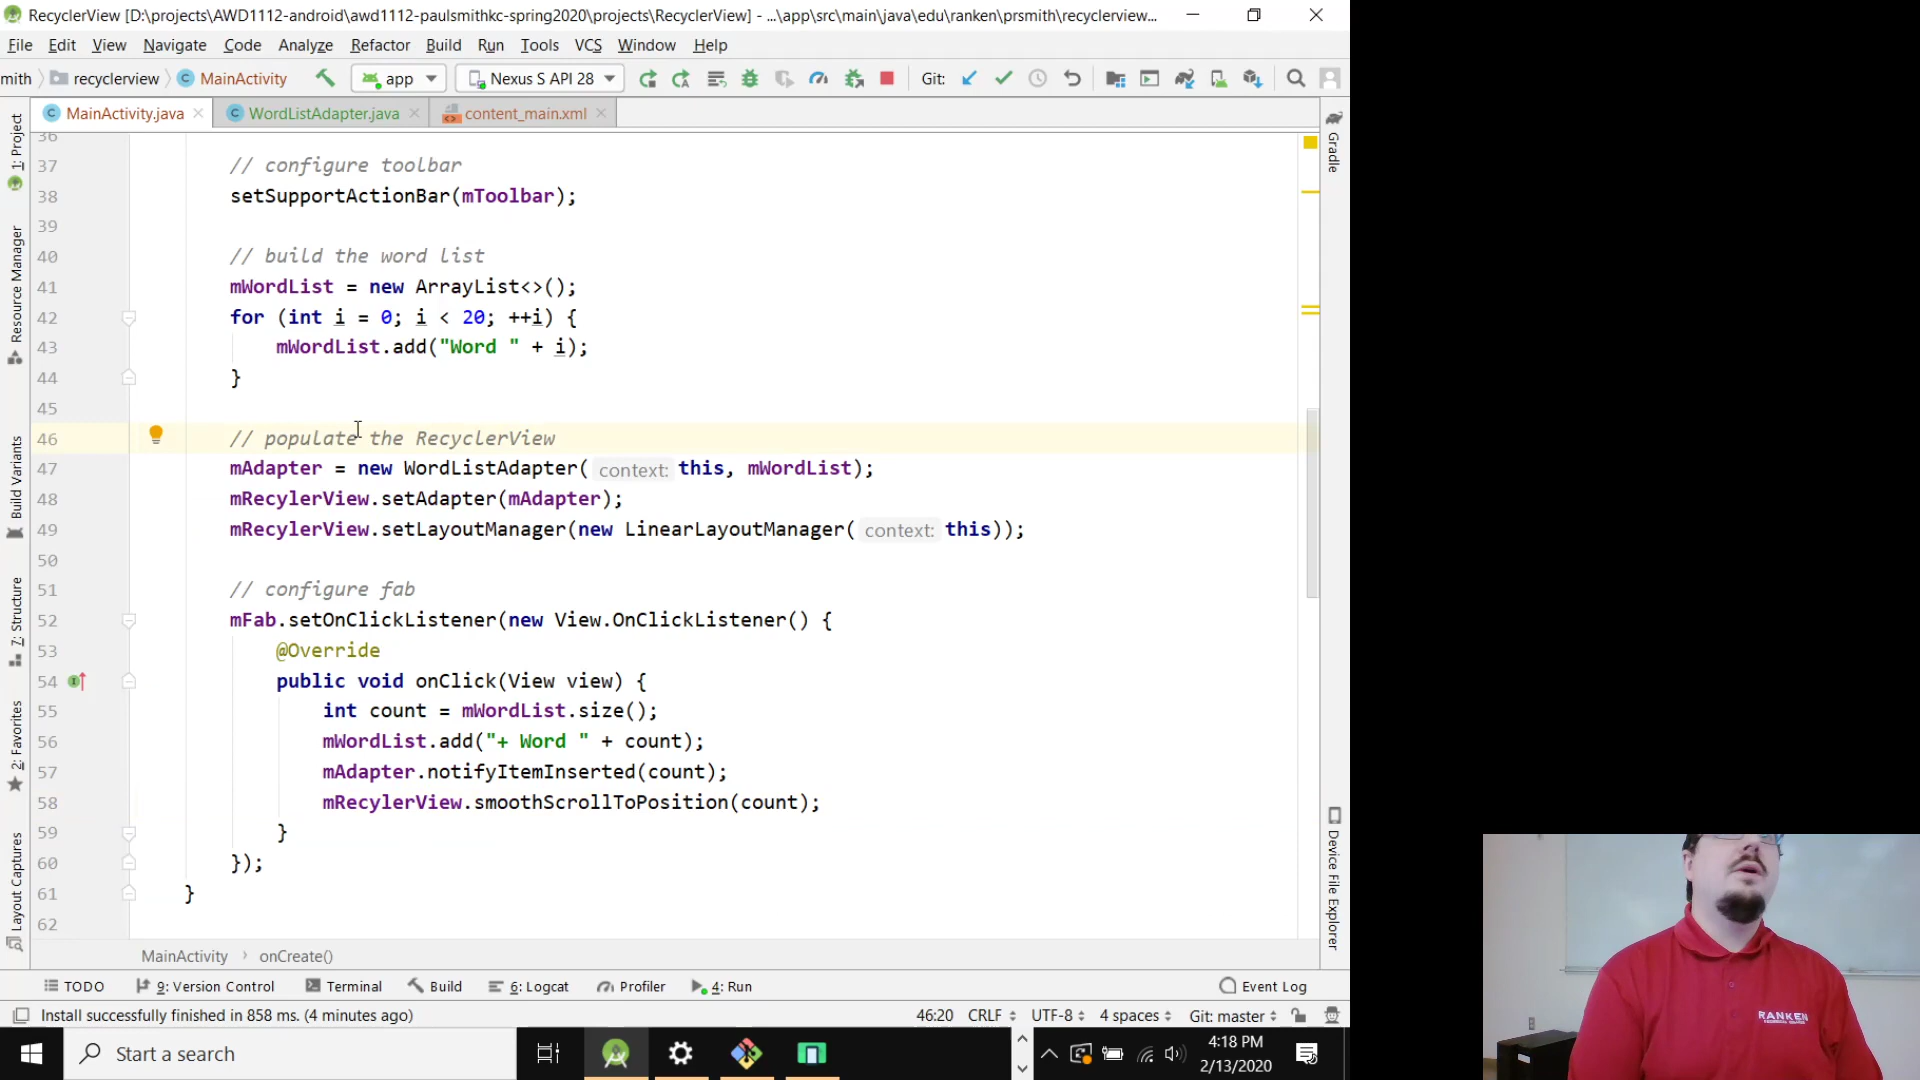 RecyclerView [D:\projects\AWD1112-android\awd1112-paulsmithkc-spring2020\projects\RecyclerView] - ...\app\src\main\java\edu\ranken\prsmith\recyclerview...
File Edit View Navigate Code Analyze Refactor Build Run Tools VCS Window Help
mith recyclerview MainActivity app Nexus S API 28 Git:
MainActivity.java WordListAdapter.java content_main.xml
36
37 // configure toolbar
38 setSupportActionBar(mToolbar);
39
40 // build the word list
41 mWordList = new ArrayList<>();
42 for (int i = 0; i < 20; ++i) {
43 mWordList.add("Word " + i);
44 }
45
46 // populate the RecyclerView
47 mAdapter = new WordListAdapter( context: this, mWordList);
48 mRecylerView.setAdapter(mAdapter);
49 mRecylerView.setLayoutManager(new LinearLayoutManager( context: this));
50
51 // configure fab
52 mFab.setOnClickListener(new View.OnClickListener() {
53 @Override
54 public void onClick(View view) {
55 int count = mWordList.size();
56 mWordList.add("+ Word " + count);
57 mAdapter.notifyItemInserted(count);
58 mRecylerView.smoothScrollToPosition(count);
59 }
60 });
61 }
62
MainActivity › onCreate()
1: Project
Resource Manager
Build Variants
7: Structure
2: Favorites
Layout Captures
Gradle
Device File Explorer
TODO 9: Version Control Terminal Build 6: Logcat Profiler 4: Run Event Log
Install successfully finished in 858 ms. (4 minutes ago) 46:20 CRLF UTF-8 4 spaces Git: master
Start a search
4:18 PM
2/13/2020
RANKEN